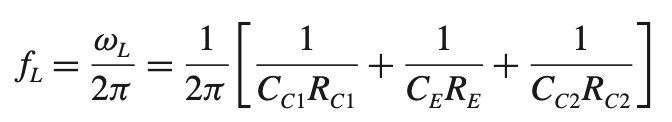 f_L = ω_L / 2π = 1 / 2π [ 1 / C_C1 R_C1 + 1 / C_E R_E + 1 / C_C2 R_C2 ]